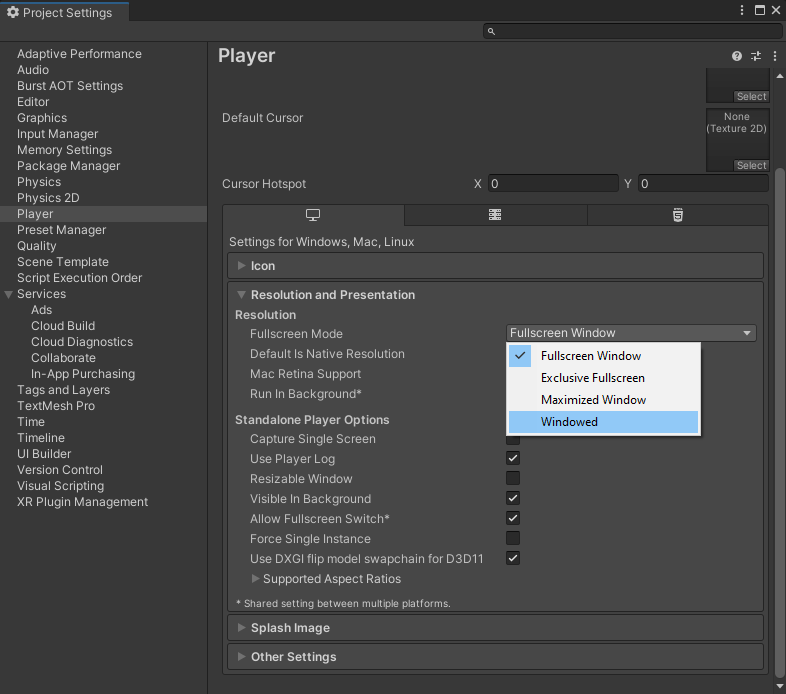 Project Settings
Adaptive Performance
Audio
Burst AOT Settings
Editor
Graphics
Input Manager
Memory Settings
Package Manager
Physics
Physics 2D
Player
Preset Manager
Quality
Scene Template
Script Execution Order
Services
Ads
Cloud Build
Cloud Diagnostics
Collaborate
In-App Purchasing
Tags and Layers
TextMesh Pro
Time
Timeline
UI Builder
Version Control
Visual Scripting
XR Plugin Management
Player
Select
Default Cursor
None
(Texture 2D)
Select
Cursor Hotspot X 0 Y 0
Settings for Windows, Mac, Linux
Icon
Resolution and Presentation
Resolution
Fullscreen Mode Fullscreen Window
Default Is Native Resolution
Mac Retina Support
Run In Background*
Fullscreen Window
Exclusive Fullscreen
Maximized Window
Windowed
Standalone Player Options
Capture Single Screen
Use Player Log
Resizable Window
Visible In Background
Allow Fullscreen Switch*
Force Single Instance
Use DXGI flip model swapchain for D3D11
Supported Aspect Ratios
* Shared setting between multiple platforms.
Splash Image
Other Settings